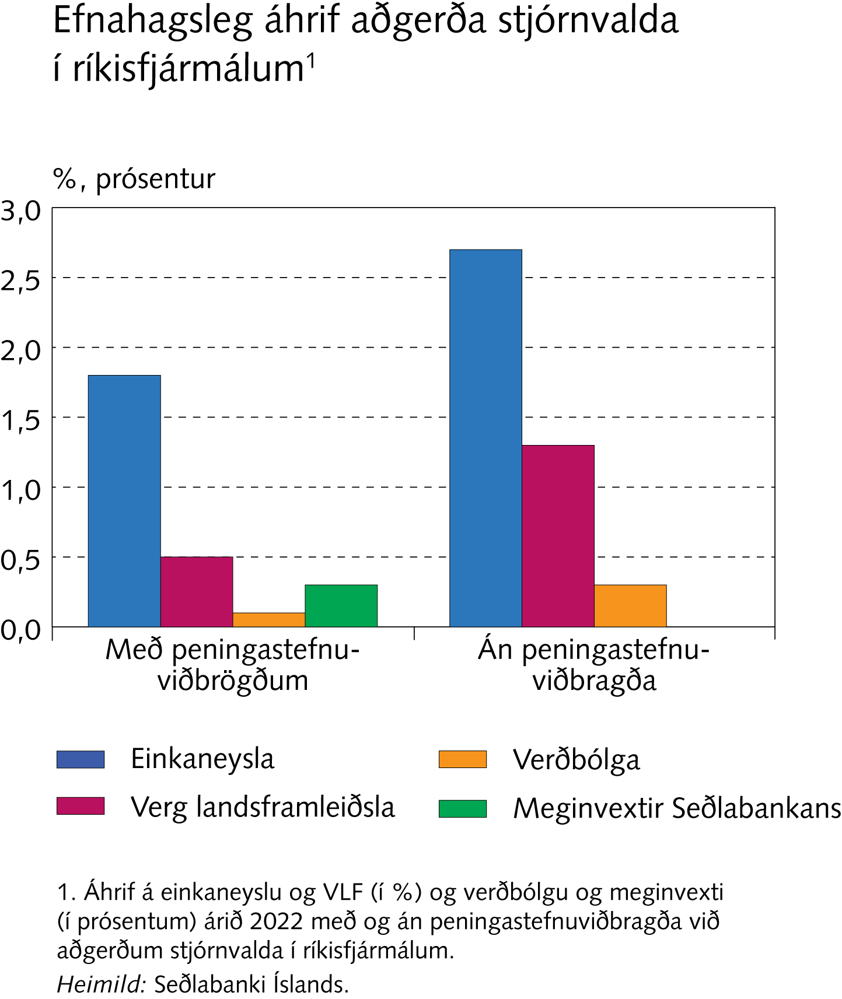 Efnahagsleg áhrif aðgerða stjórnvalda
í ríkisfjármálum¹
%, prósentur
3,0
2,5
2,0
1,5
1,0
0,5
0,0
Með peningastefnu-
viðbrögðum
Án peningastefnu-
viðbragða
Einkaneysla
Verg landsframleiðsla
Verðbólga
Meginvextir Seðlabankans
1. Áhrif á einkaneyslu og VLF (í %) og verðbólgu og meginvexti
(í prósentum) árið 2022 með og án peningastefnuviðbragða við
aðgerðum stjórnvalda í ríkisfjármálum.
Heimild: Seðlabanki Íslands.